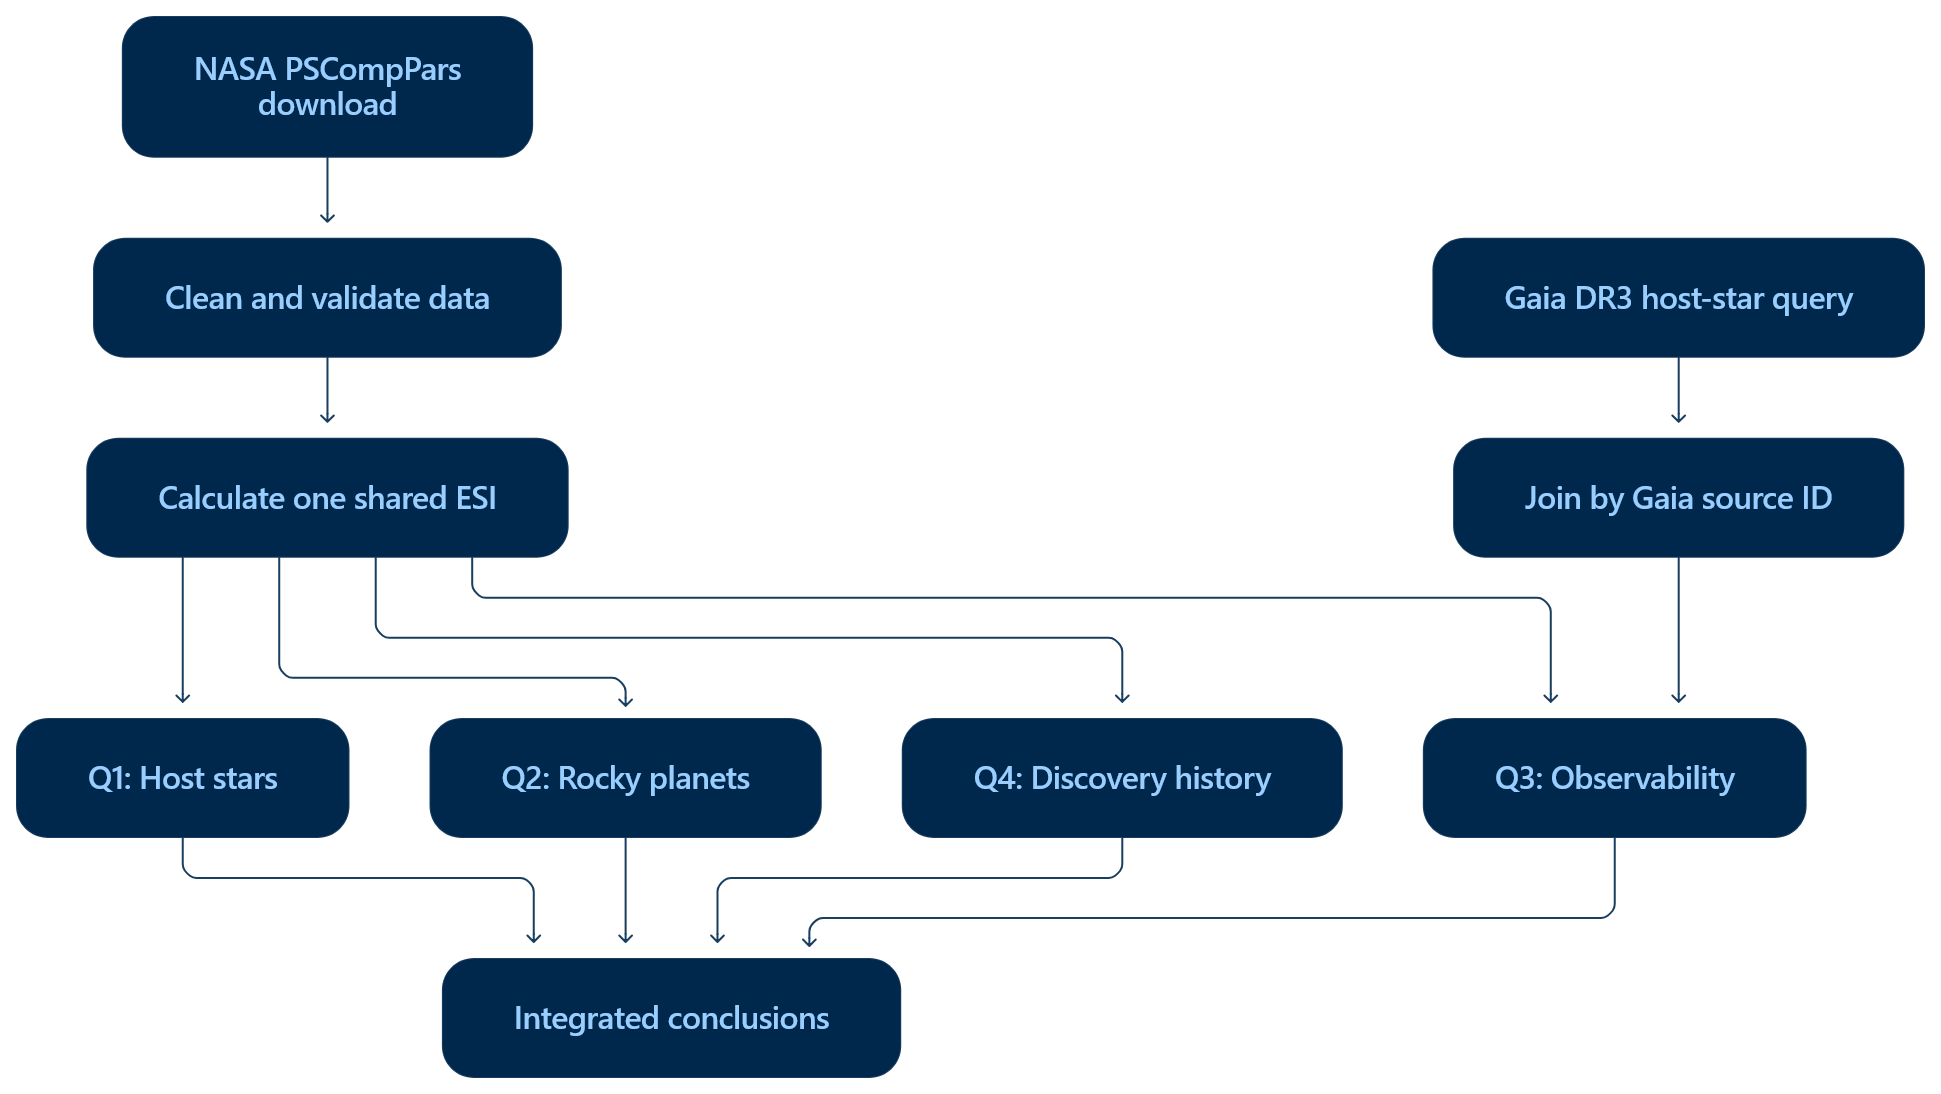 NASA PSCompPars
download
Clean and validate data
Gaia DR3 host-star query
Calculate one shared ESI
Join by Gaia source ID
Q1: Host stars
Q2: Rocky planets
Q4: Discovery history
Q3: Observability
Integrated conclusions